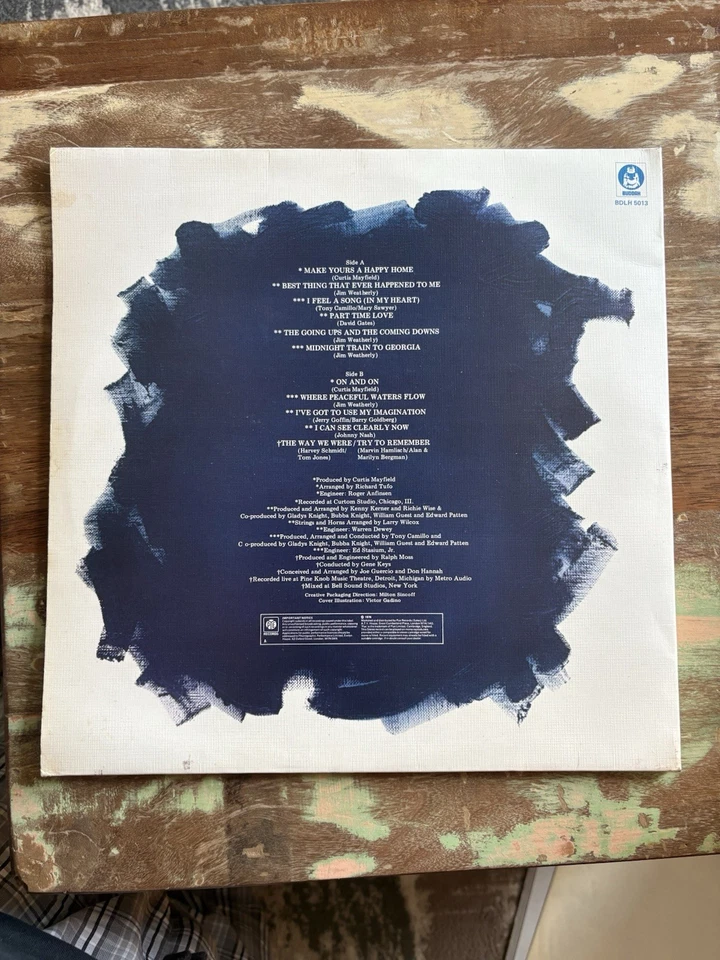 BUDDAH
BDLH 5013
Side A
* MAKE YOURS A HAPPY HOME
(Curtis Mayfield)
** BEST THING THAT EVER HAPPENED TO ME
(Jim Weatherly)
*** I FEEL A SONG (IN MY HEART)
(Tony Camillo/Mary Sawyer)
** PART TIME LOVE
(David Gates)
** THE GOING UPS AND THE COMING DOWNS
(Jim Weatherly)
*** MIDNIGHT TRAIN TO GEORGIA
(Jim Weatherly)
Side B
* ON AND ON
(Curtis Mayfield)
*** WHERE PEACEFUL WATERS FLOW
(Jim Weatherly)
** I'VE GOT TO USE MY IMAGINATION
(Jerry Goffin/Barry Goldberg)
** I CAN SEE CLEARLY NOW
(Johnny Nash)
†THE WAY WE WERE/TRY TO REMEMBER
(Harvey Schmidt/ (Marvin Hamlisch/Alan &
Tom Jones) Marilyn Bergman)
*Produced by Curtis Mayfield
*Arranged by Richard Tufo
*Engineer: Roger Anfinsen
*Recorded at Curtom Studio, Chicago, Ill.
**Produced and Arranged by Kenny Kerner and Richie Wise &
Co-produced by Gladys Knight, Bubba Knight, William Guest and Edward Patten
**Strings and Horns Arranged by Larry Wilcox
**Engineer: Warren Dewey
***Produced, Arranged and Conducted by Tony Camillo and
C o-produced by Gladys Knight, Bubba Knight, William Guest and Edward Patten
***Engineer: Ed Stasium, Jr.
†Produced and Engineered by Ralph Moss
†Conducted by Gene Keys
†Conceived and Arranged by Joe Guercio and Don Hannah
†Recorded live at Pine Knob Music Theatre, Detroit, Michigan by Metro Audio
†Mixed at Bell Sound Studios, New York
Creative Packaging Direction: Milton Sincoff
Cover Illustration: Victor Gadino
PYE
RECORDS
IMPORTANT NOTICE